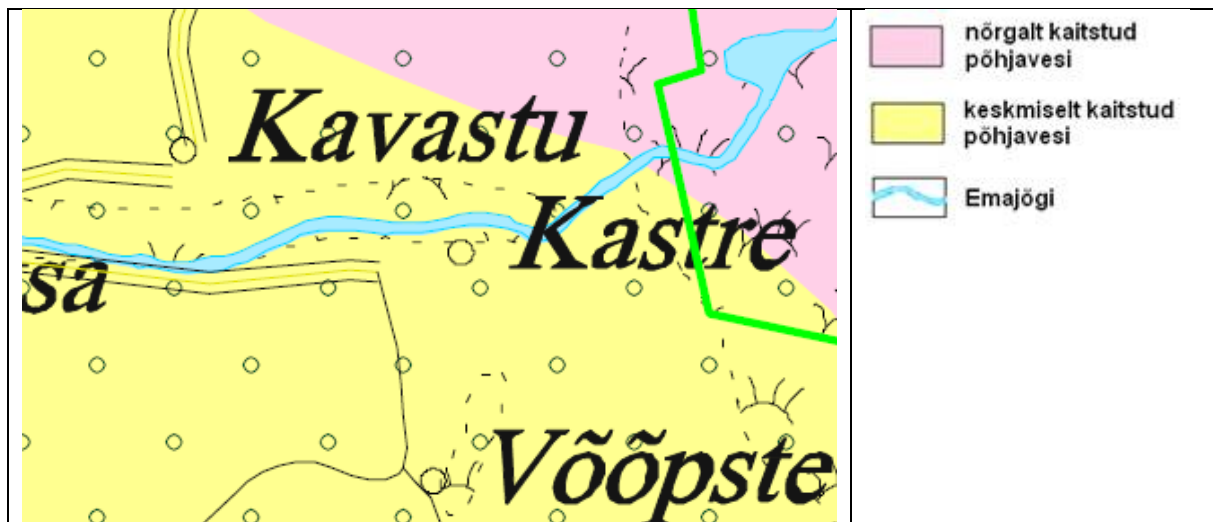 Kavastu
Kastre
sa
Võõpste
nõrgalt kaitstud
põhjavesi
keskmiselt kaitstud
põhjavesi
Emajõgi